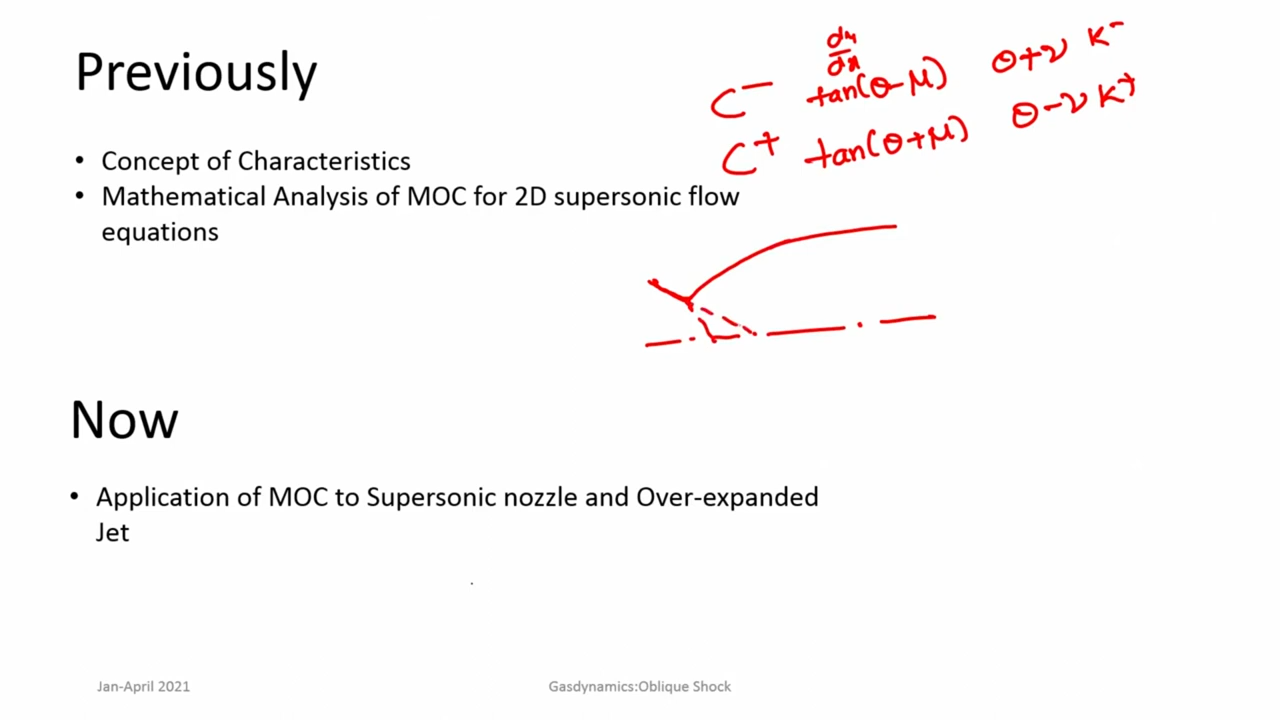 Previously
dy
dx
C⁻ tan(θ-μ) θ+ν K⁻
C⁺ tan(θ+μ) θ-ν K⁺
• Concept of Characteristics
• Mathematical Analysis of MOC for 2D supersonic flow
equations
Now
• Application of MOC to Supersonic nozzle and Over-expanded
Jet
Jan-April 2021
Gasdynamics:Oblique Shock